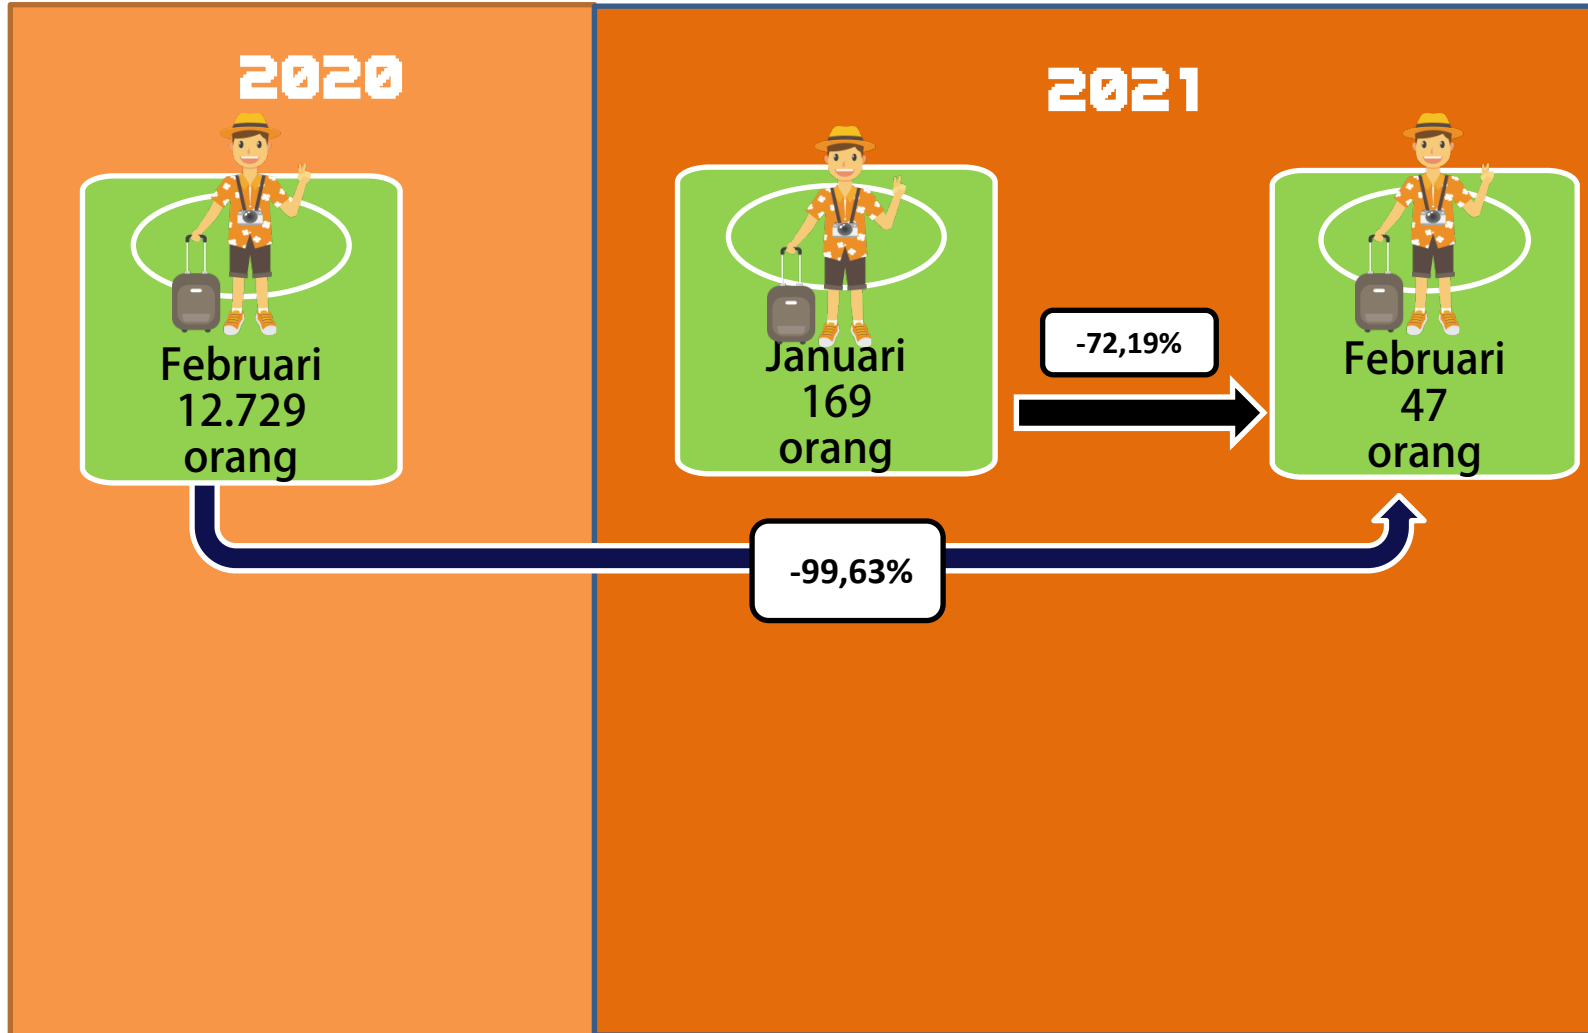 2020
2021
Februari
12.729
orang
Januari
169
orang
-72,19%
Februari
47
orang
-99,63%